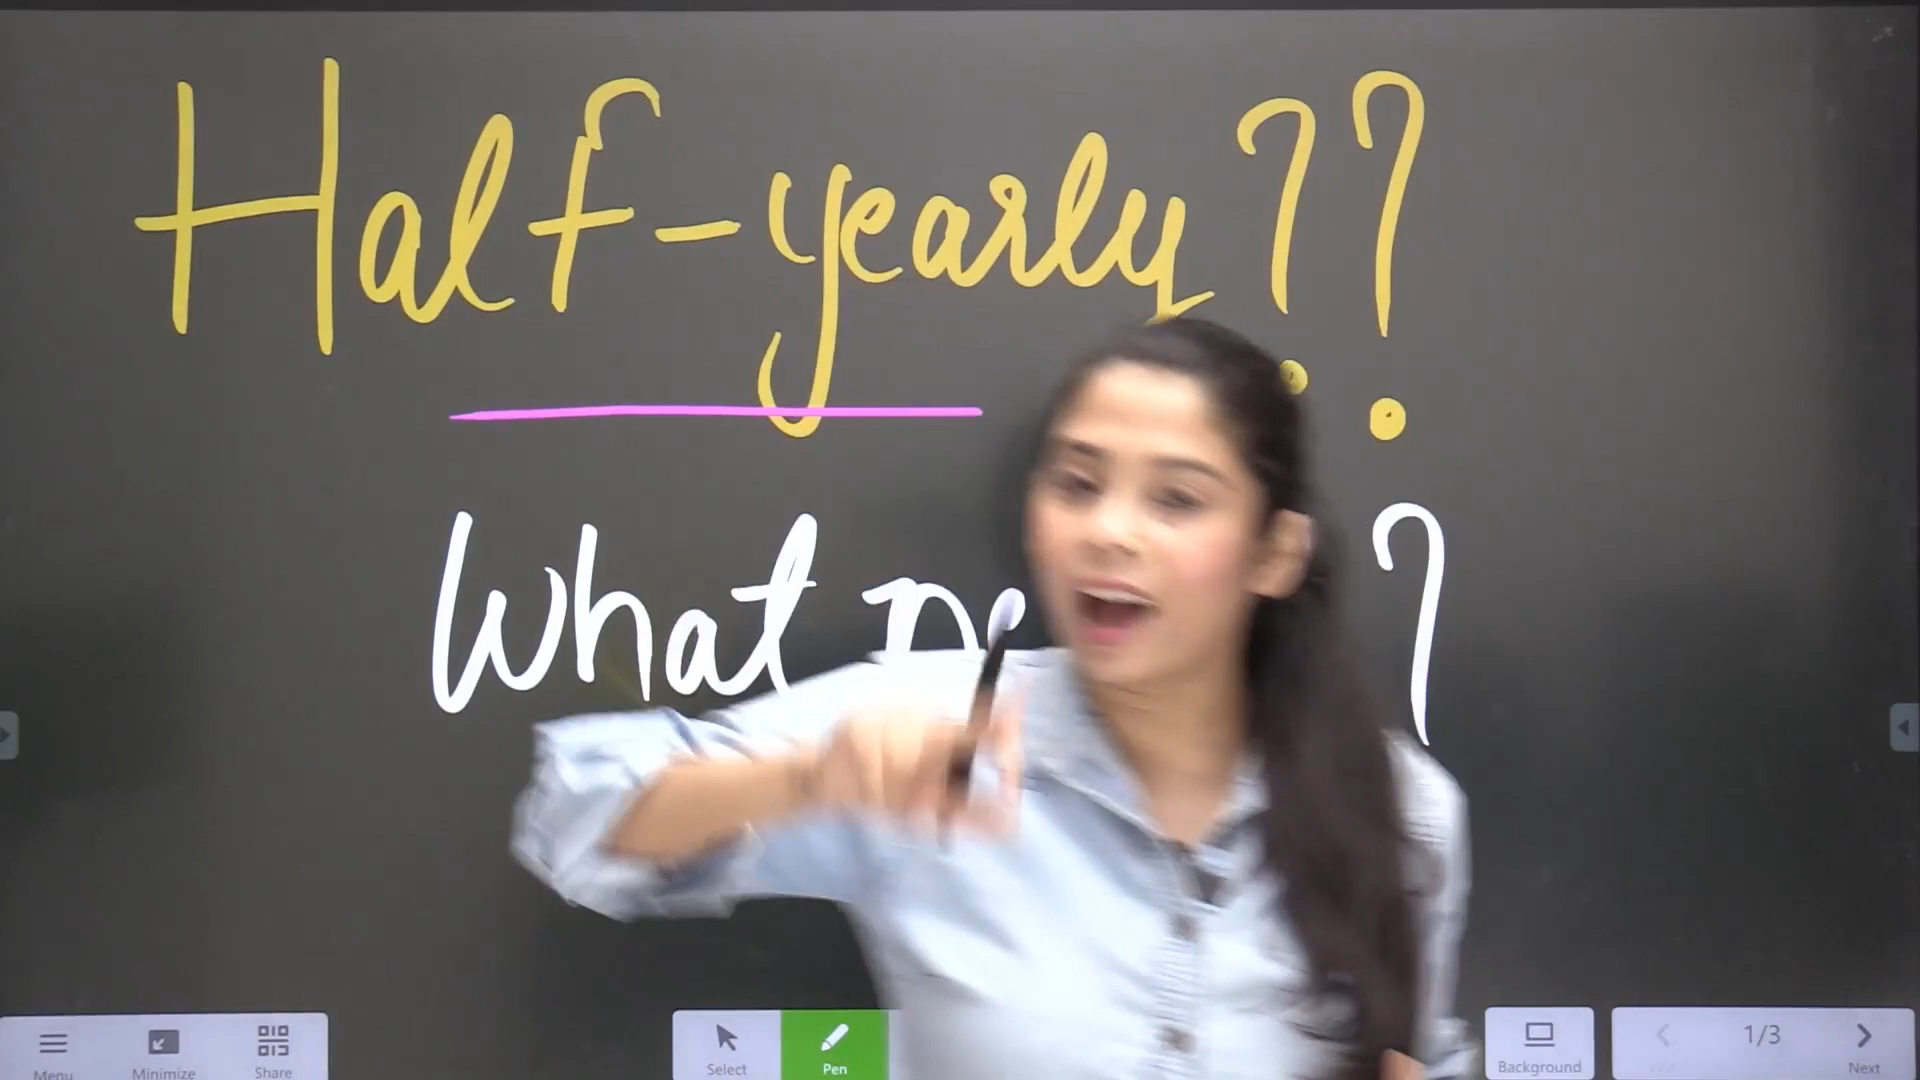 Half-yearly??
What ?
Menu
Minimize
Share
Select
Pen
Background
1/3
Next